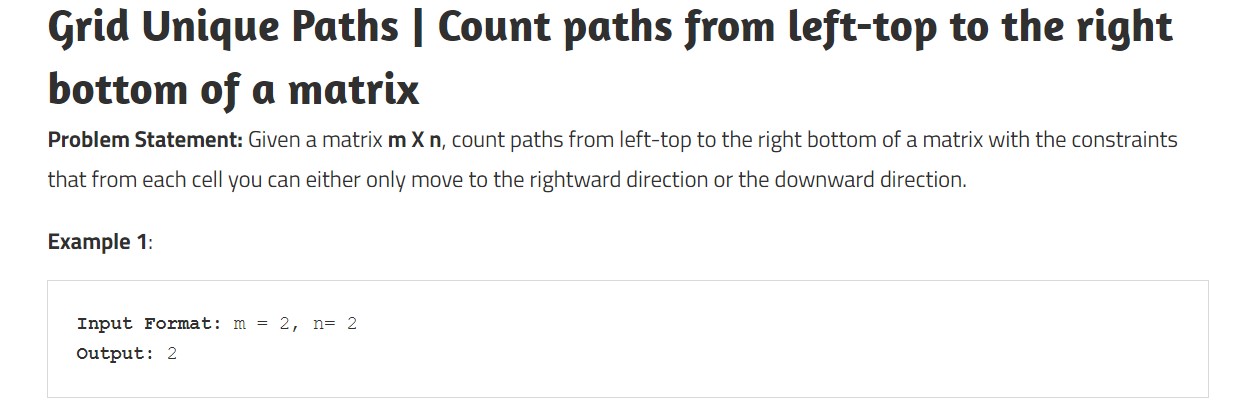 Grid Unique Paths | Count paths from left-top to the right
bottom of a matrix
Problem Statement: Given a matrix m X n, count paths from left-top to the right bottom of a matrix with the constraints
that from each cell you can either only move to the rightward direction or the downward direction.
Example 1:
Input Format: m = 2, n= 2
Output: 2